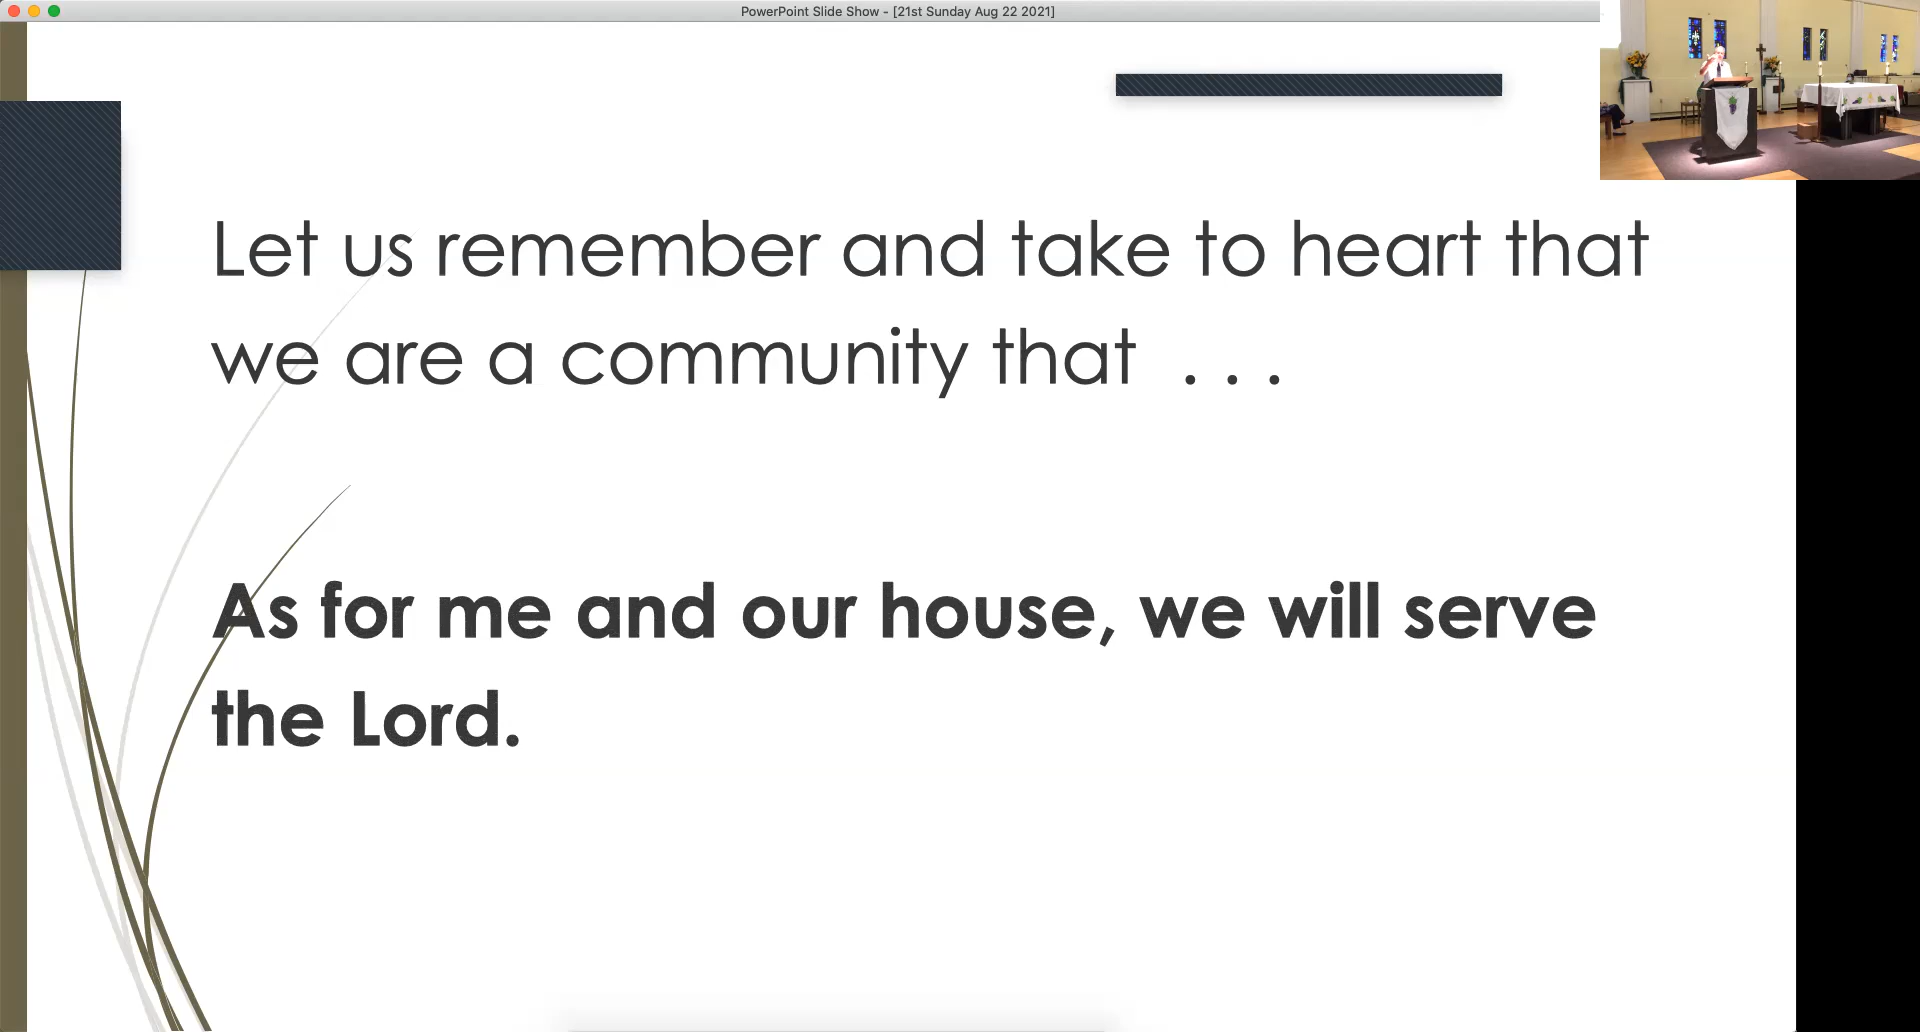 PowerPoint Slide Show - [21st Sunday Aug 22 2021]
Let us remember and take to heart that
we are a community that . . .
As for me and our house, we will serve
the Lord.